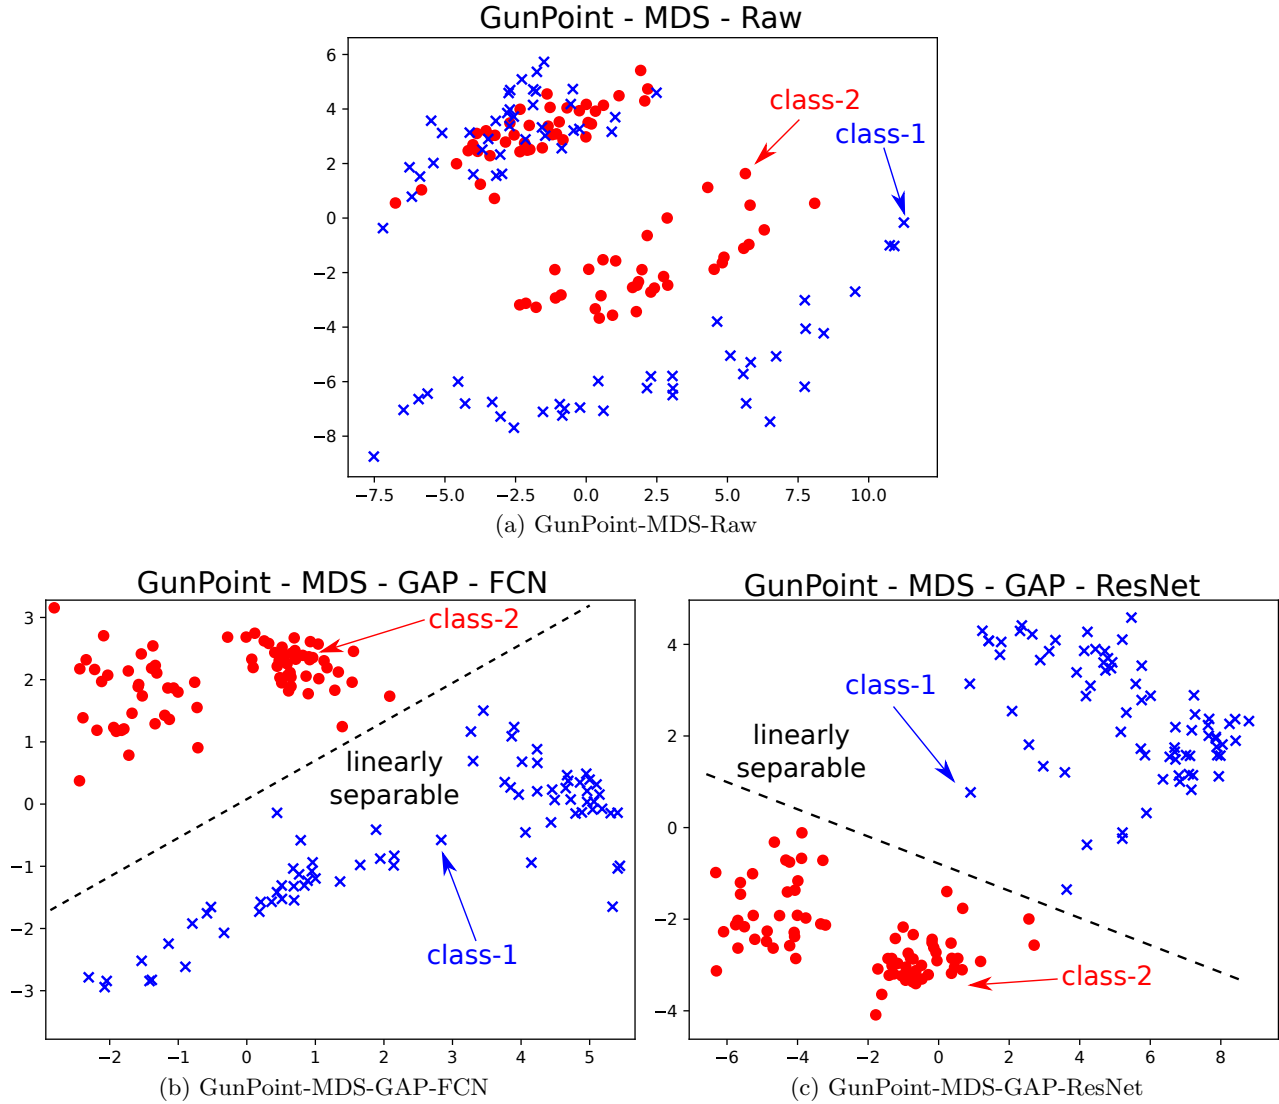 GunPoint - MDS - Raw
6
4
2
0
−2
−4
−6
−8
class-2
class-1
−7.5 −5.0 −2.5 0.0 2.5 5.0 7.5 10.0
(a) GunPoint-MDS-Raw
GunPoint - MDS - GAP - FCN
3
2
1
0
−1
−2
−3
class-2
linearly
separable
class-1
−2 −1 0 1 2 3 4 5
(b) GunPoint-MDS-GAP-FCN
GunPoint - MDS - GAP - ResNet
4
2
0
−2
−4
class-1
linearly
separable
class-2
−6 −4 −2 0 2 4 6 8
(c) GunPoint-MDS-GAP-ResNet